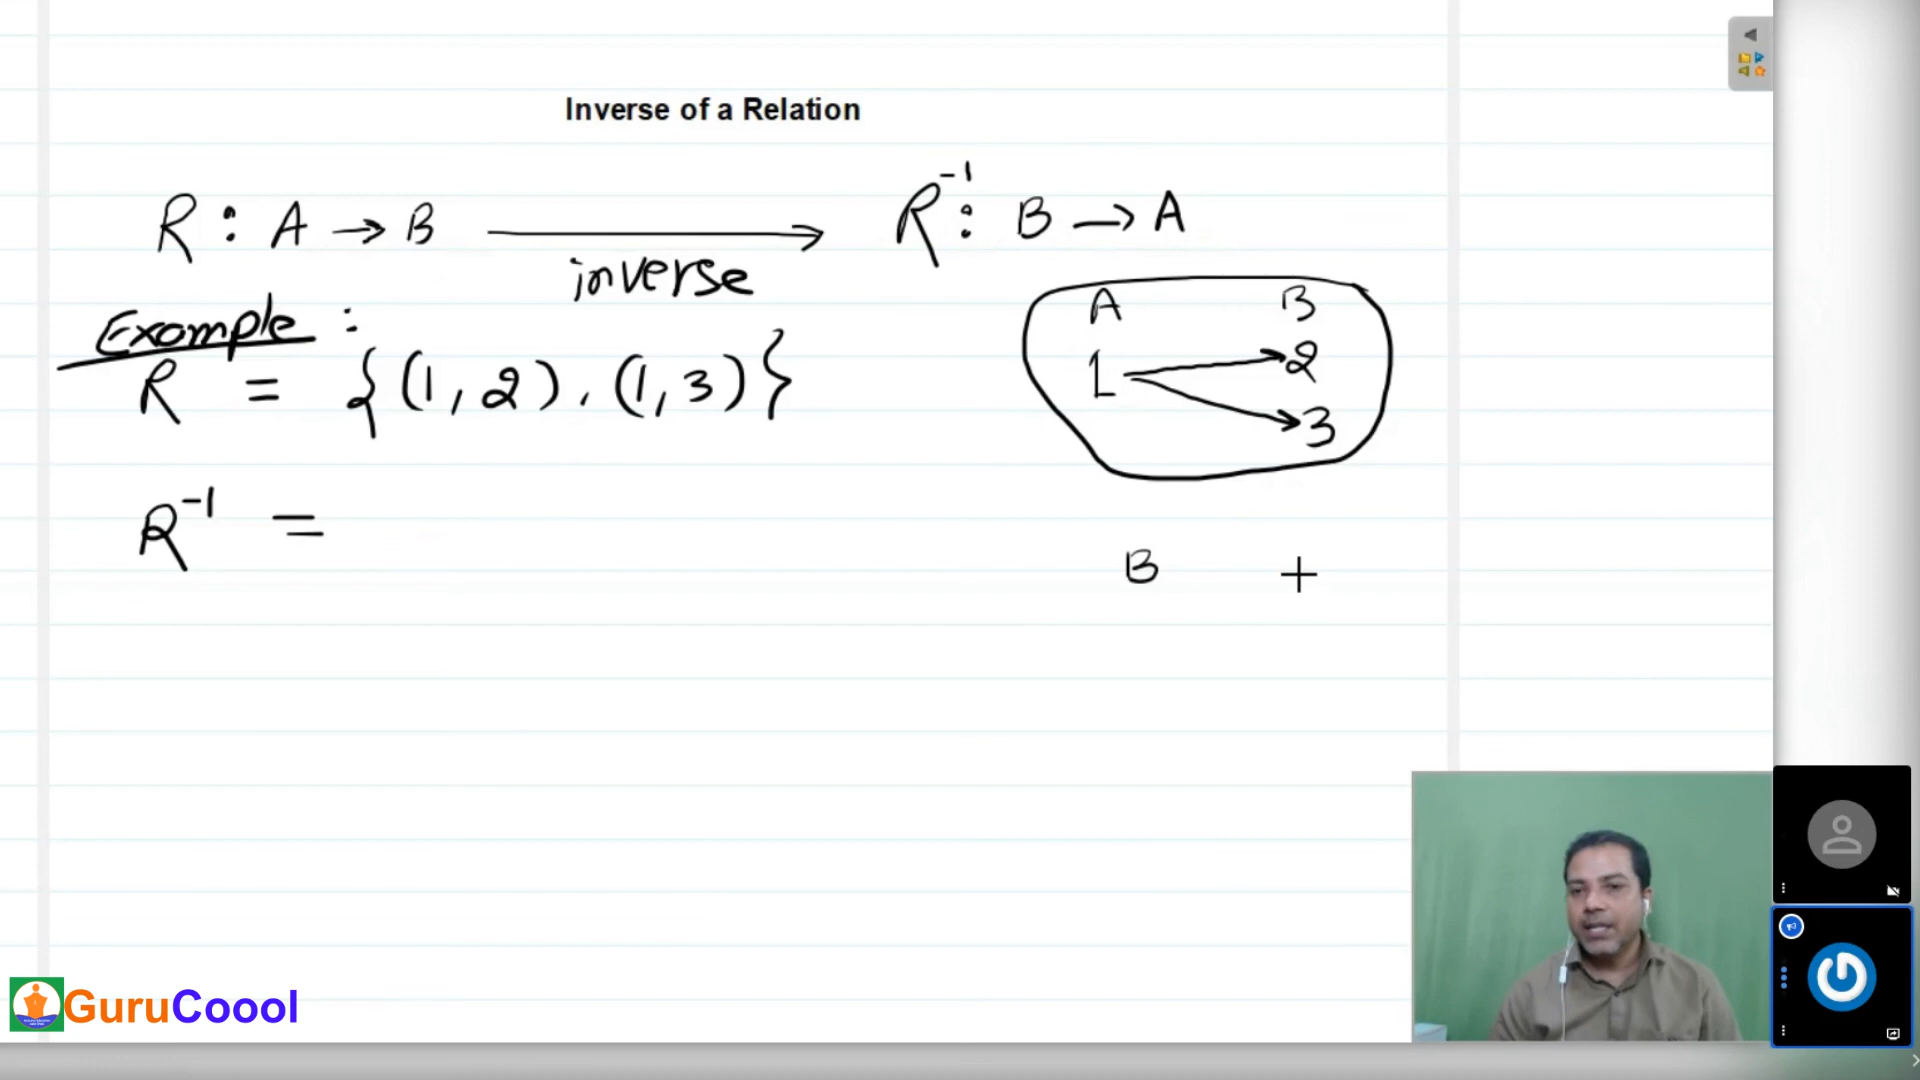 Inverse of a Relation
R : A → B → inverse R⁻¹ : B → A
Example :
R = {(1, 2), (1, 3)}
A B
1 2
3
R⁻¹ =
B
GuruCoool